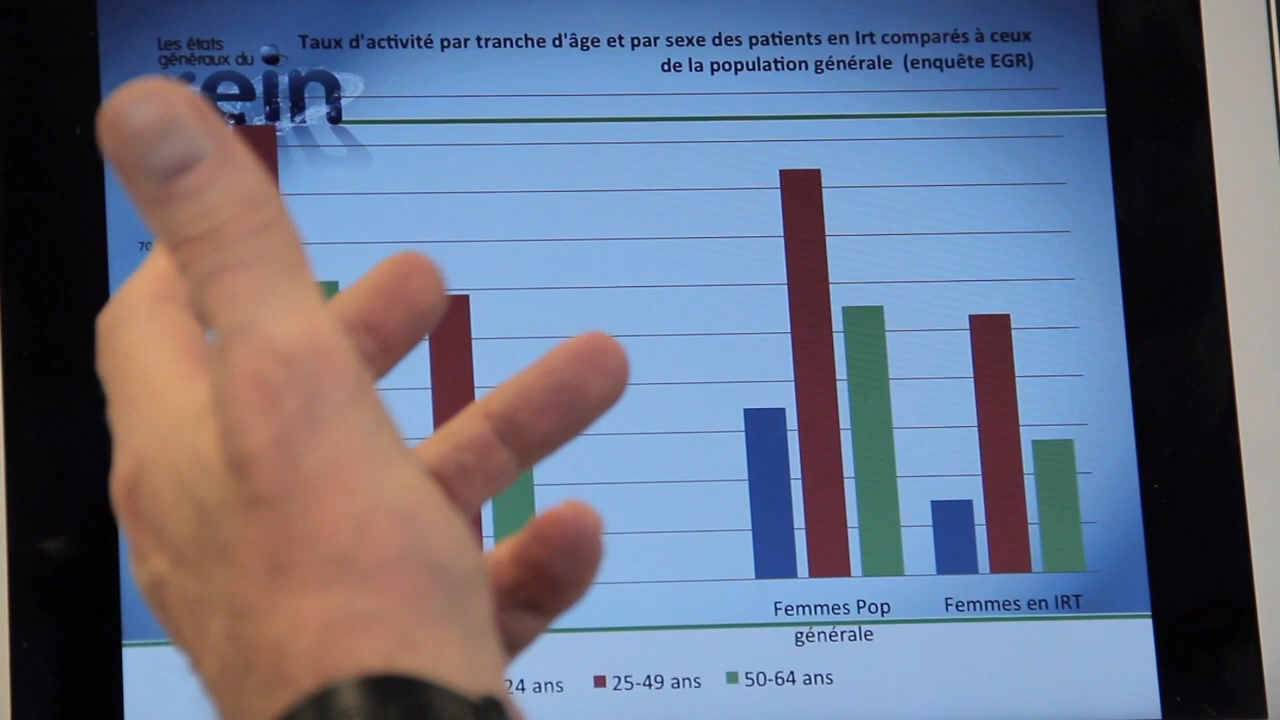 Les états
généraux du
rein
Taux d'activité par tranche d'âge et par sexe des patients en Irt comparés à ceux
de la population générale (enquête EGR)
70
Femmes Pop
générale
Femmes en IRT
24 ans
25-49 ans
50-64 ans